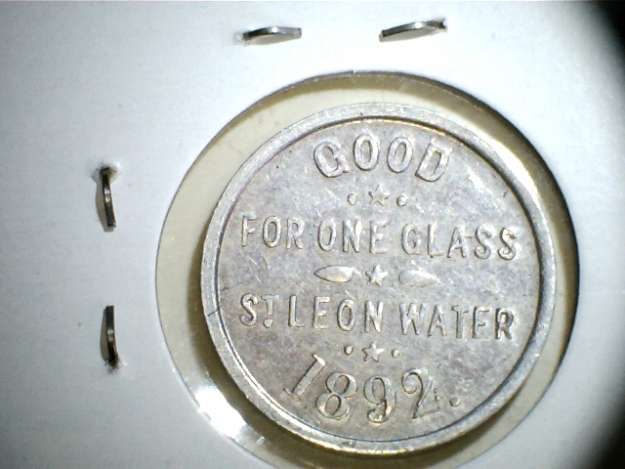 GOOD
FOR ONE GLASS
ST LEON WATER
1892.